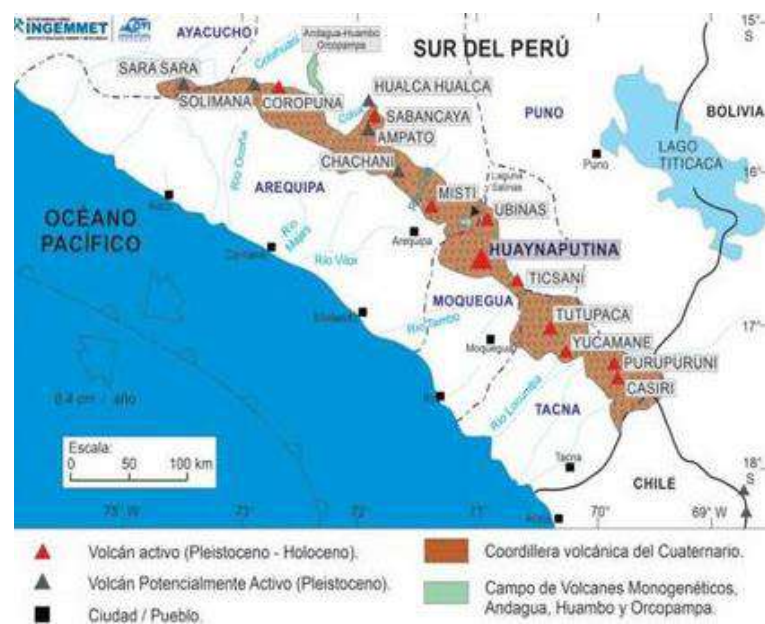 INGEMMET
AYACUCHO
Andagua-Huambo
Orcopampa
SUR DEL PERÚ
15°
S
SARA SARA
SOLIMANA
COROPUNA
HUALCA HUALCA
SABANCAYA
AMPATO
PUNO
BOLIVIA
LAGO
TITICACA
Puno
CHACHANI
Río Ocoña
AREQUIPA
Laguna
Salinas
16°
MISTI
UBINAS
OCÉANO
PACÍFICO
Río
Majes
Arequipa
HUAYNAPUTINA
Río Vitor
TICSANI
MOQUEGUA
Río Tambo
TUTUPACA
17°
Moquegua
YUCAMANE
PURUPURUNI
CASIRI
Río Locumba
TACNA
Tacna
CHILE
18°
S
Escala:
0 50 100 km
73° W
72
71
70°
69° W
Volcán activo (Pleistoceno - Holoceno).
Volcán Potencialmente Activo (Pleistoceno).
Ciudad / Pueblo.
Coordillera volcánica del Cuaternario.
Campo de Volcanes Monogenéticos,
Andagua, Huambo y Orcopampa.